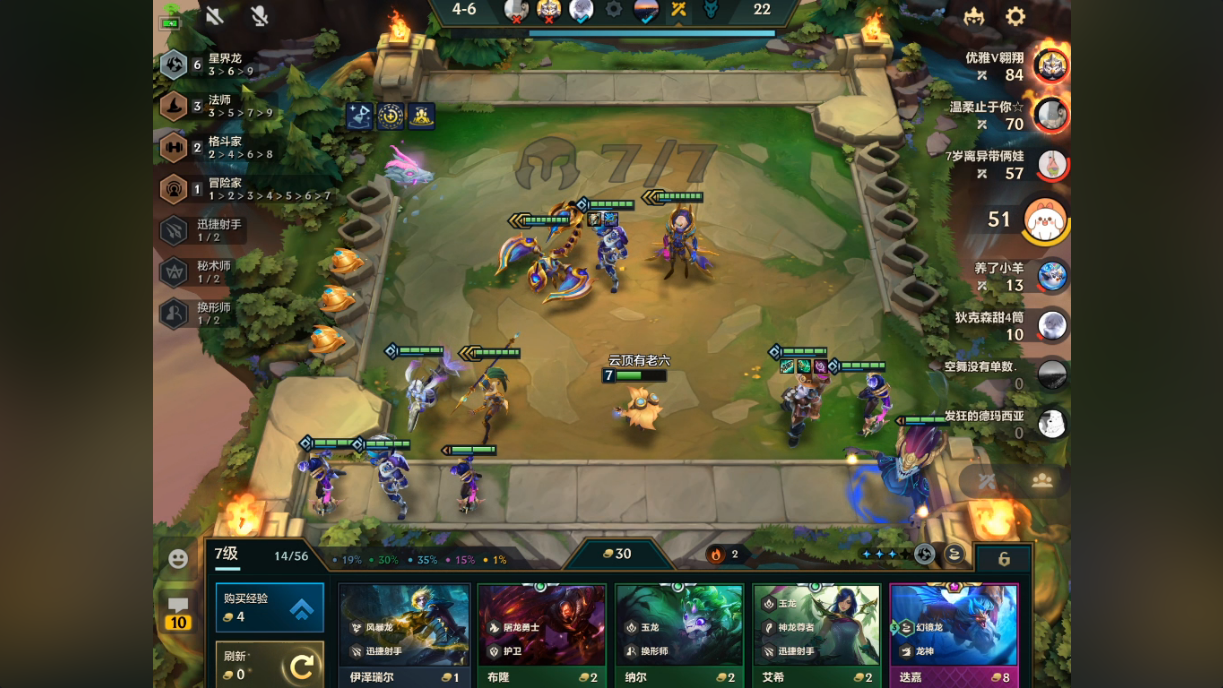 4-6
22
6 星界龙
3 > 6 > 9
3 法师
3 > 5 > 7 > 9
2 格斗家
2 > 4 > 6 > 8
1 冒险家
1 > 2 > 3 > 4 > 5 > 6 > 7
迅捷射手
1 / 2
秘术师
1 / 2
换形师
1 / 2
7/7
优雅V翱翔
84
温柔止于你☆
70
7岁离异带俩娃
57
51
养了小羊
13
狄克森甜4筒
10
空舞没有单数.
0
发狂的德玛西亚
0
云顶有老六
7
7级
14/56
19%
30%
35%
15%
1%
30
2
6
购买经验
4
刷新
0
10
风暴龙
迅捷射手
伊泽瑞尔
1
屠龙勇士
护卫
布隆
2
玉龙
换形师
纳尔
2
玉龙
神龙尊者
迅捷射手
艾希
2
幻镜龙
龙神
迭嘉
8